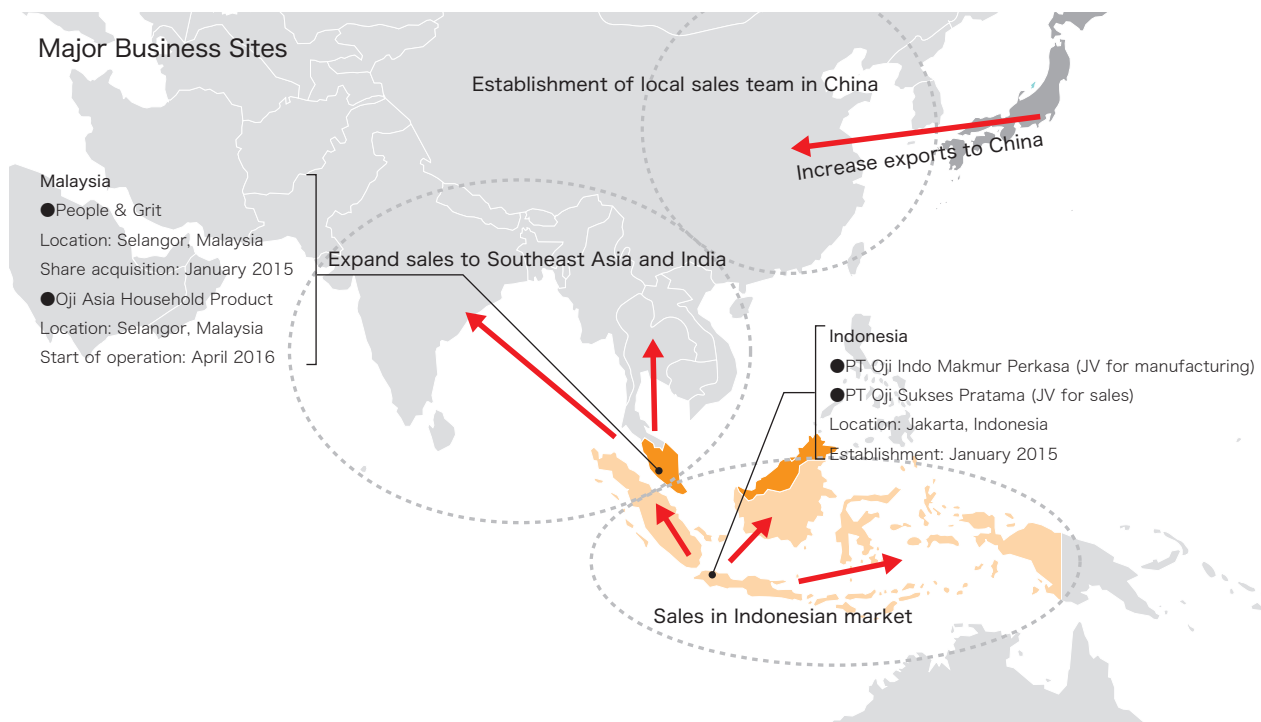 Major Business Sites
Establishment of local sales team in China
Increase exports to China
Malaysia
●People & Grit
Location: Selangor, Malaysia
Share acquisition: January 2015
●Oji Asia Household Product
Location: Selangor, Malaysia
Start of operation: April 2016
Expand sales to Southeast Asia and India
Indonesia
●PT Oji Indo Makmur Perkasa (JV for manufacturing)
●PT Oji Sukses Pratama (JV for sales)
Location: Jakarta, Indonesia
Establishment: January 2015
Sales in Indonesian market